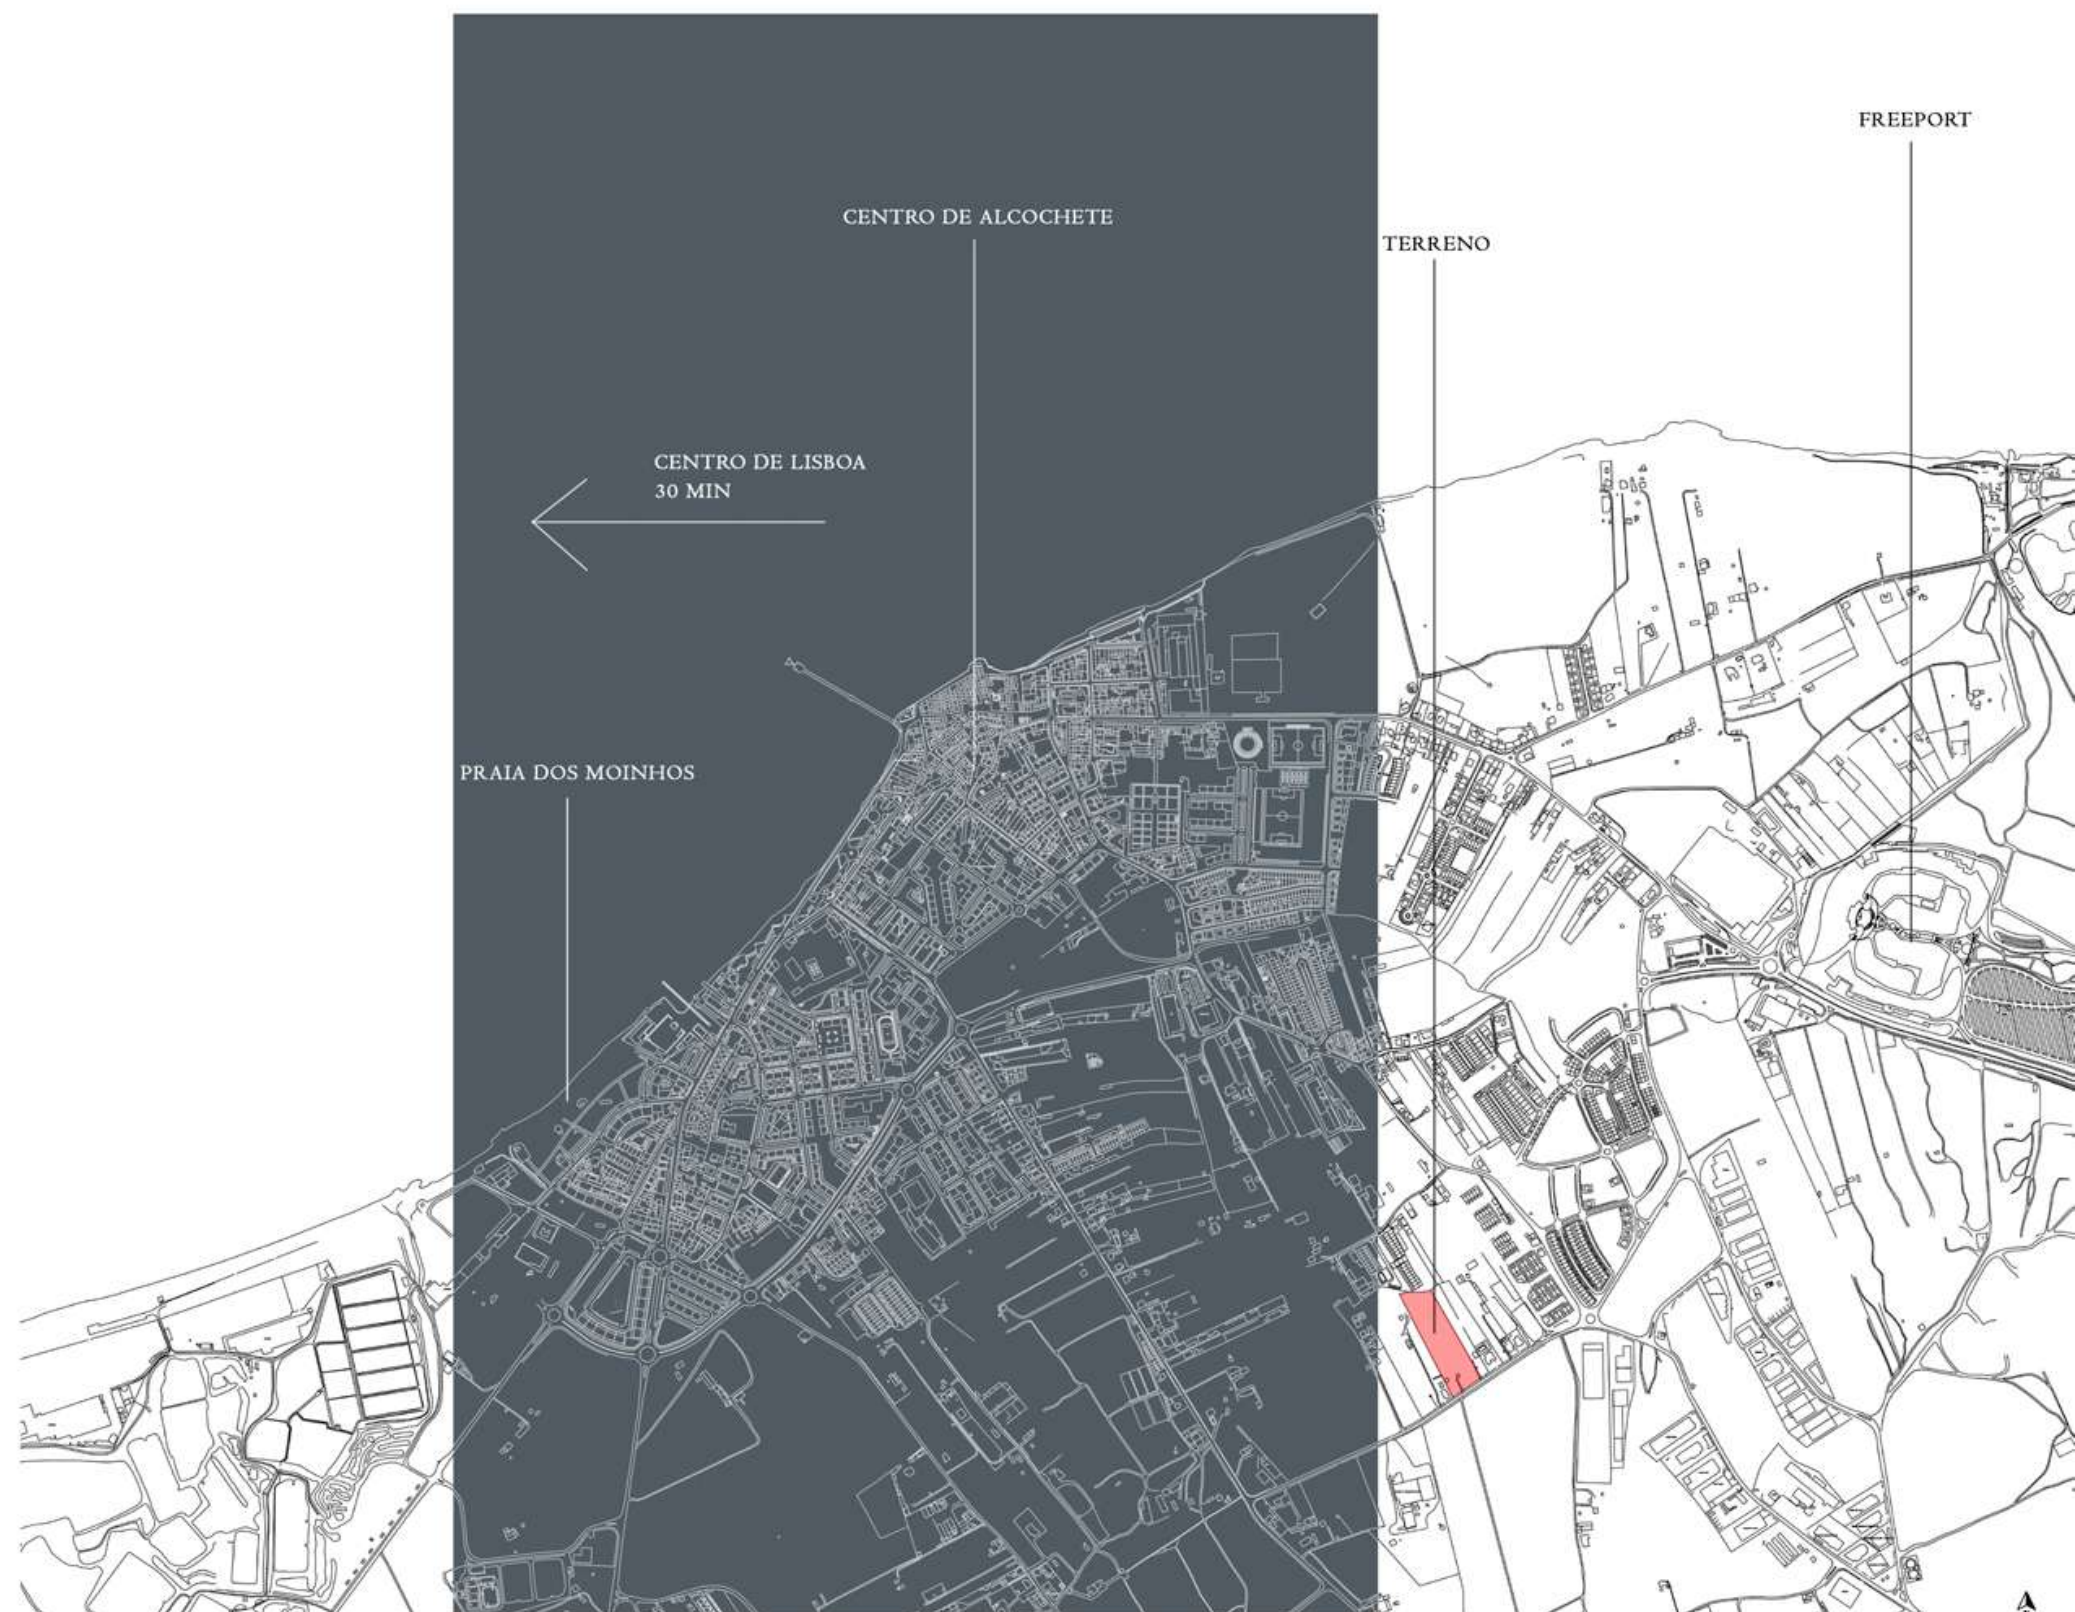 FREEPORT
CENTRO DE ALCOCHETE
TERRENO
CENTRO DE LISBOA
30 MIN
PRAIA DOS MOINHOS